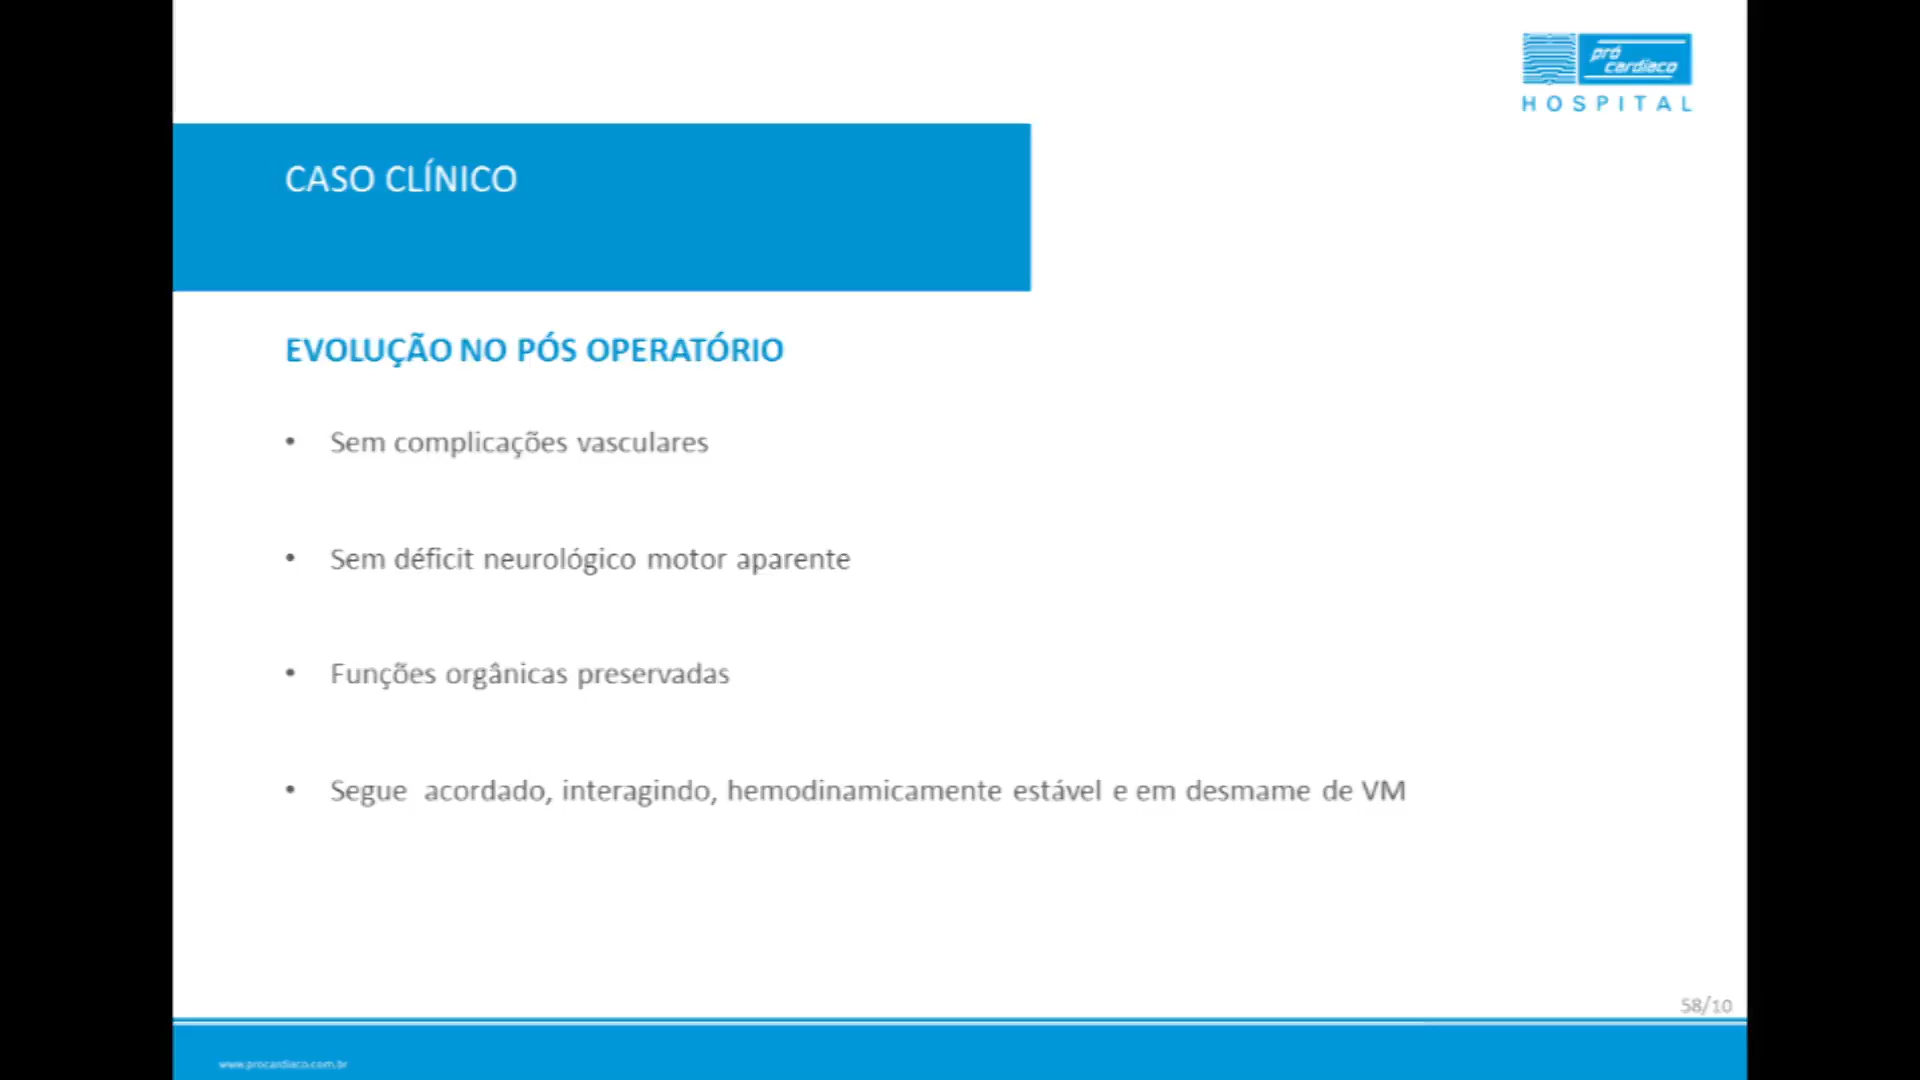 pró
cardíaco
HOSPITAL
CASO CLÍNICO
EVOLUÇÃO NO PÓS OPERATÓRIO
• Sem complicações vasculares
• Sem déficit neurológico motor aparente
• Funções orgânicas preservadas
• Segue acordado, interagindo, hemodinamicamente estável e em desmame de VM
58/10
www.procardiaco.com.br